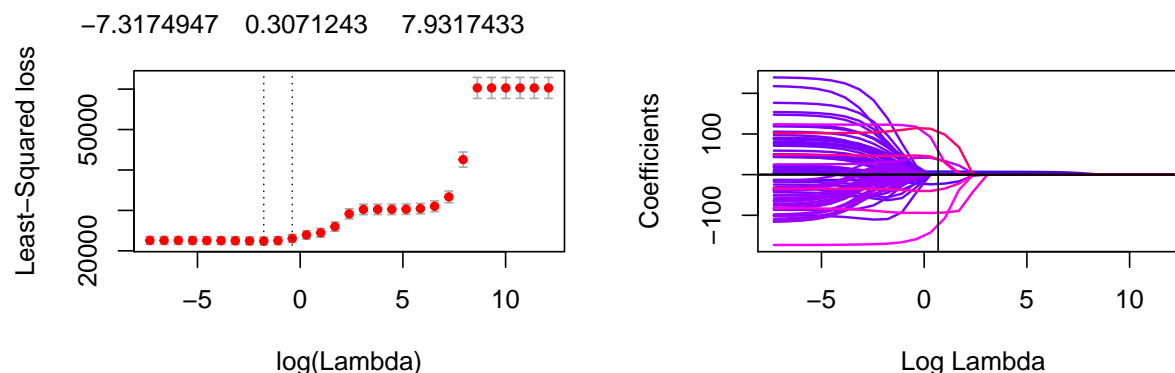 −7.3174947 0.3071243 7.9317433
Least−Squared loss
20000 50000
−5 0 5 10
log(Lambda)
Coefficients
−100 100
−5 0 5 10
Log Lambda